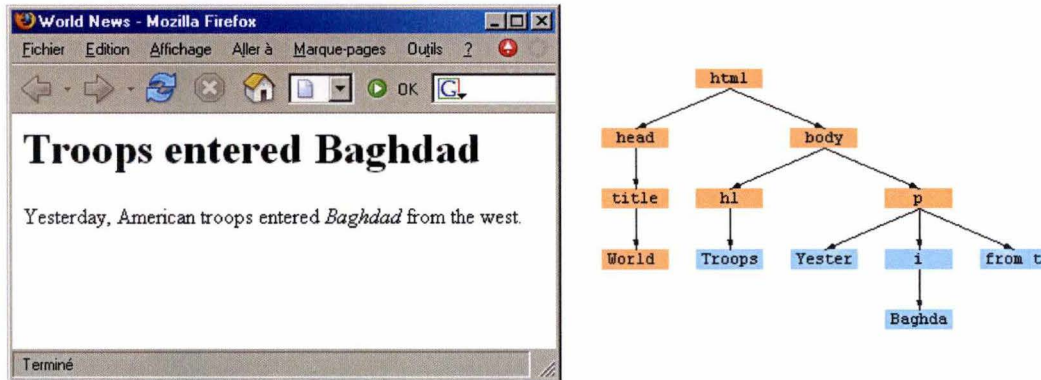 World News - Mozilla Firefox
Fichier Edition Affichage Aller à Marque-pages Outils ?
OK G
Troops entered Baghdad
Yesterday, American troops entered Baghdad from the west.
Terminé
html
head body
title h1 p
World Troops Yester i from t
Baghda